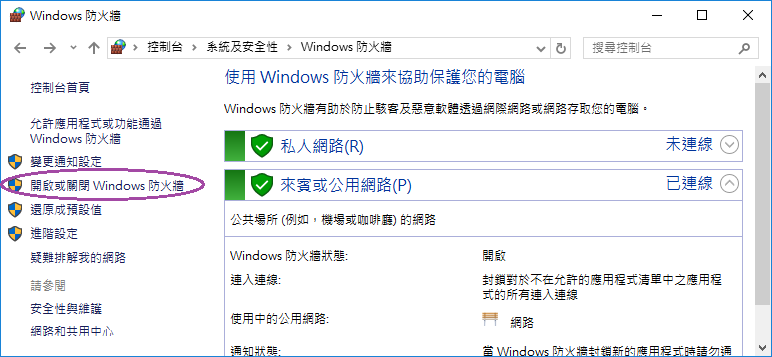 Windows 防火牆
控制台 > 系統及安全性 > Windows 防火牆
搜尋控制台
控制台首頁
允許應用程式或功能通過
Windows 防火牆
變更通知設定
開啟或關閉 Windows 防火牆
還原成預設值
進階設定
疑難排解我的網路
請參閱
安全性與維護
網路和共用中心
使用 Windows 防火牆來協助保護您的電腦
Windows 防火牆有助於防止駭客及惡意軟體透過網際網路或網路存取您的電腦。
私人網路(R) 未連線
來賓或公用網路(P) 已連線
公共場所 (例如，機場或咖啡廳) 的網路
Windows 防火牆狀態: 開啟
連入連線: 封鎖對於不在允許的應用程式清單中之應用程
式的所有連入連線
使用中的公用網路: 網路
通知狀態: 當 Windows 防火牆封鎖新的應用程式時請勿通